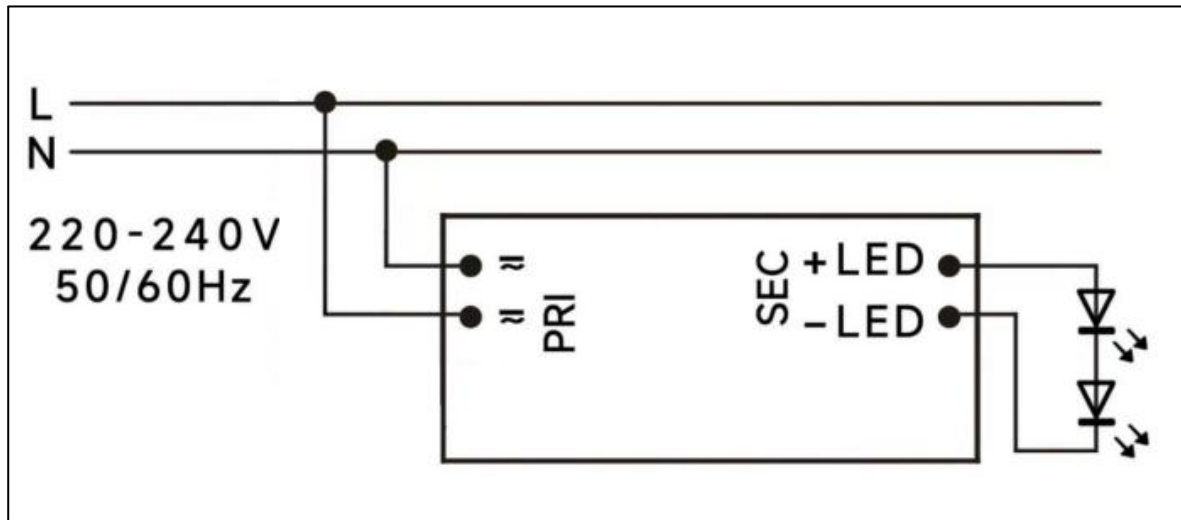 L
N
220-240V
50/60Hz
≂
≂
PRI
SEC
+LED
-LED